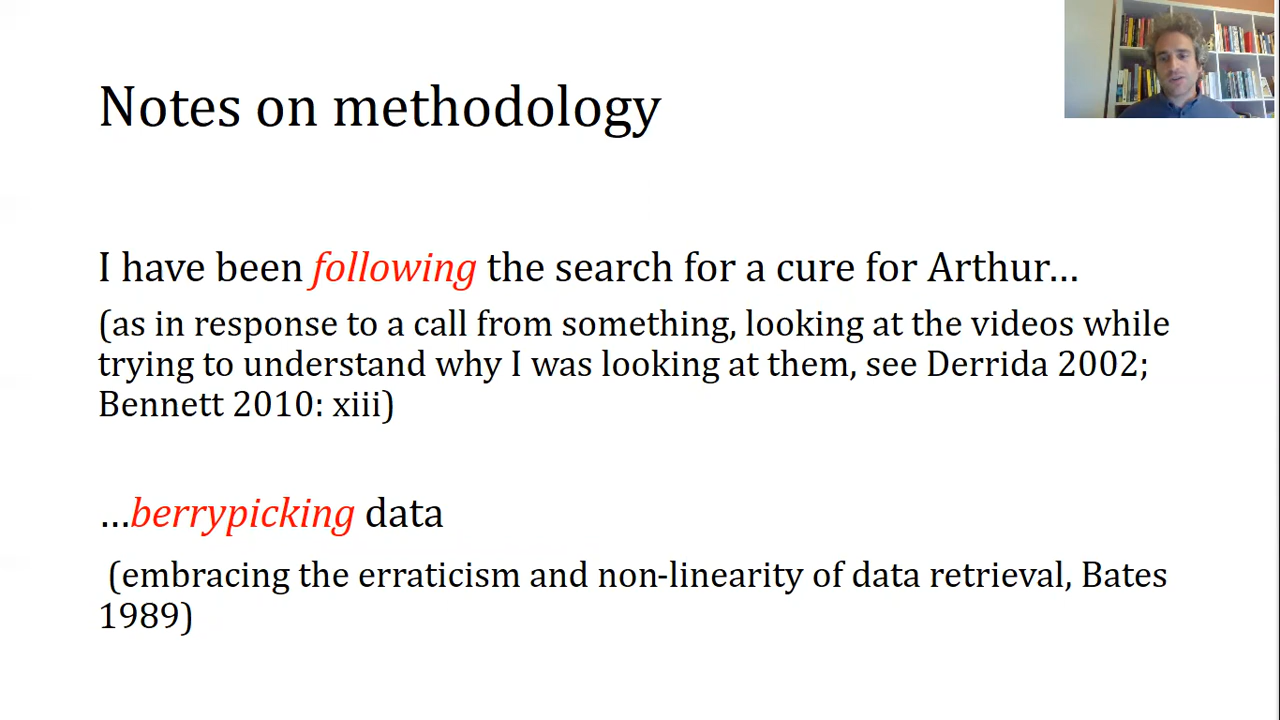 Notes on methodology
I have been following the search for a cure for Arthur…
(as in response to a call from something, looking at the videos while
trying to understand why I was looking at them, see Derrida 2002;
Bennett 2010: xiii)
…berrypicking data
(embracing the erraticism and non-linearity of data retrieval, Bates
1989)